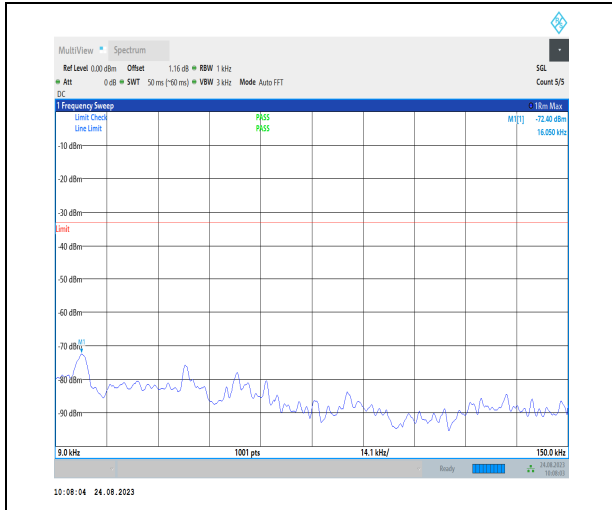 MultiView Spectrum
Ref Level 0.00 dBm Offset 1.16 dB RBW 1 kHz SGL
Att 0 dB SWT 50 ms (~60 ms) VBW 3 kHz Mode Auto FFT Count 5/5
DC
1 Frequency Sweep 1Rm Max
Limit Check PASS M1[1] -72.40 dBm
Line Limit PASS 16.050 kHz
-10 dBm
-20 dBm
-30 dBm
Limit
-40 dBm
-50 dBm
-60 dBm
-70 dBm
M1
-80 dBm
-90 dBm
9.0 kHz 1001 pts 14.1 kHz/ 150.0 kHz
Ready 24.08.2023
10:08:03
10:08:04 24.08.2023